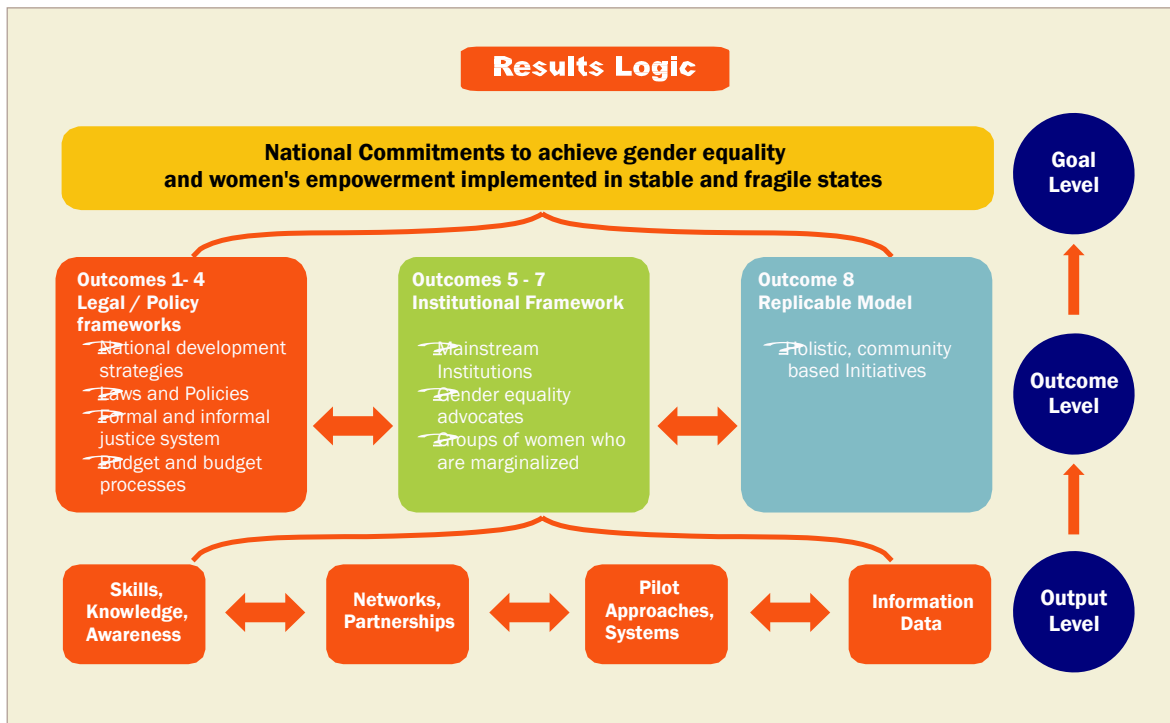 Results Logic
National Commitments to achieve gender equality
and women's empowerment implemented in stable and fragile states
Goal
Level
Outcomes 1- 4
Legal / Policy
frameworks
National development
strategies
Laws and Policies
Formal and informal
justice system
Budget and budget
processes
Outcomes 5 - 7
Institutional Framework
Mainstream
Institutions
Gender equality
advocates
Groups of women who
are marginalized
Outcome 8
Replicable Model
Holistic, community
based Initiatives
Outcome
Level
Skills,
Knowledge,
Awareness
Networks,
Partnerships
Pilot
Approaches,
Systems
Information
Data
Output
Level